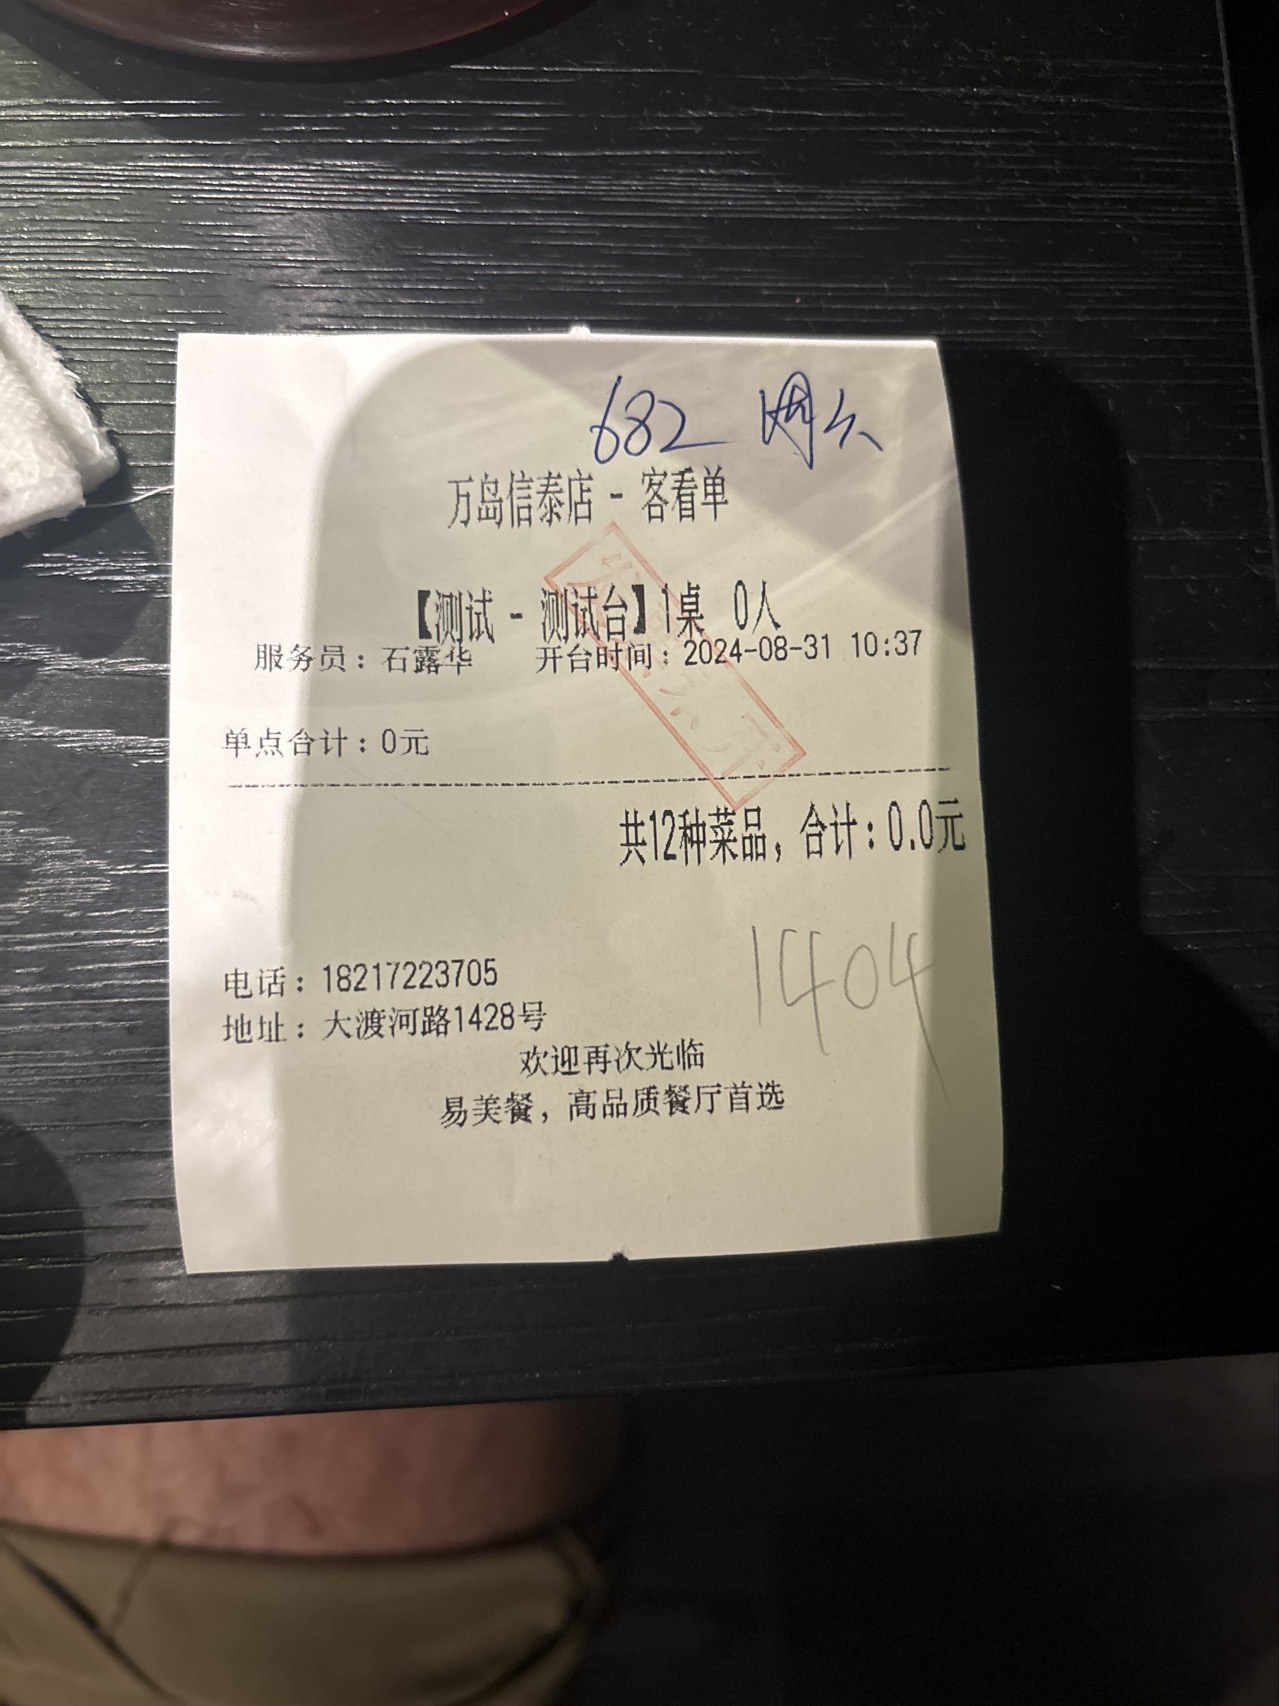 682 周六
万岛信泰店 - 客看单
【测试 - 测试台】1桌 0人
服务员：石露华 开台时间：2024-08-31 10:37
单点合计：0元
共12种菜品，合计：0.0元
1404
电话：18217223705
地址：大渡河路1428号
欢迎再次光临
易美餐，高品质餐厅首选